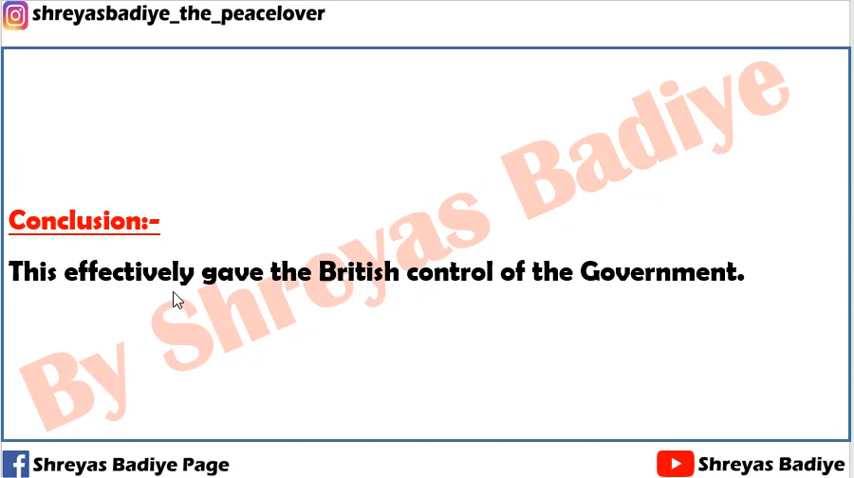 shreyasbadiye_the_peacelover
By Shreyas Badiye
Conclusion:-
This effectively gave the British control of the Government.
Shreyas Badiye Page
Shreyas Badiye